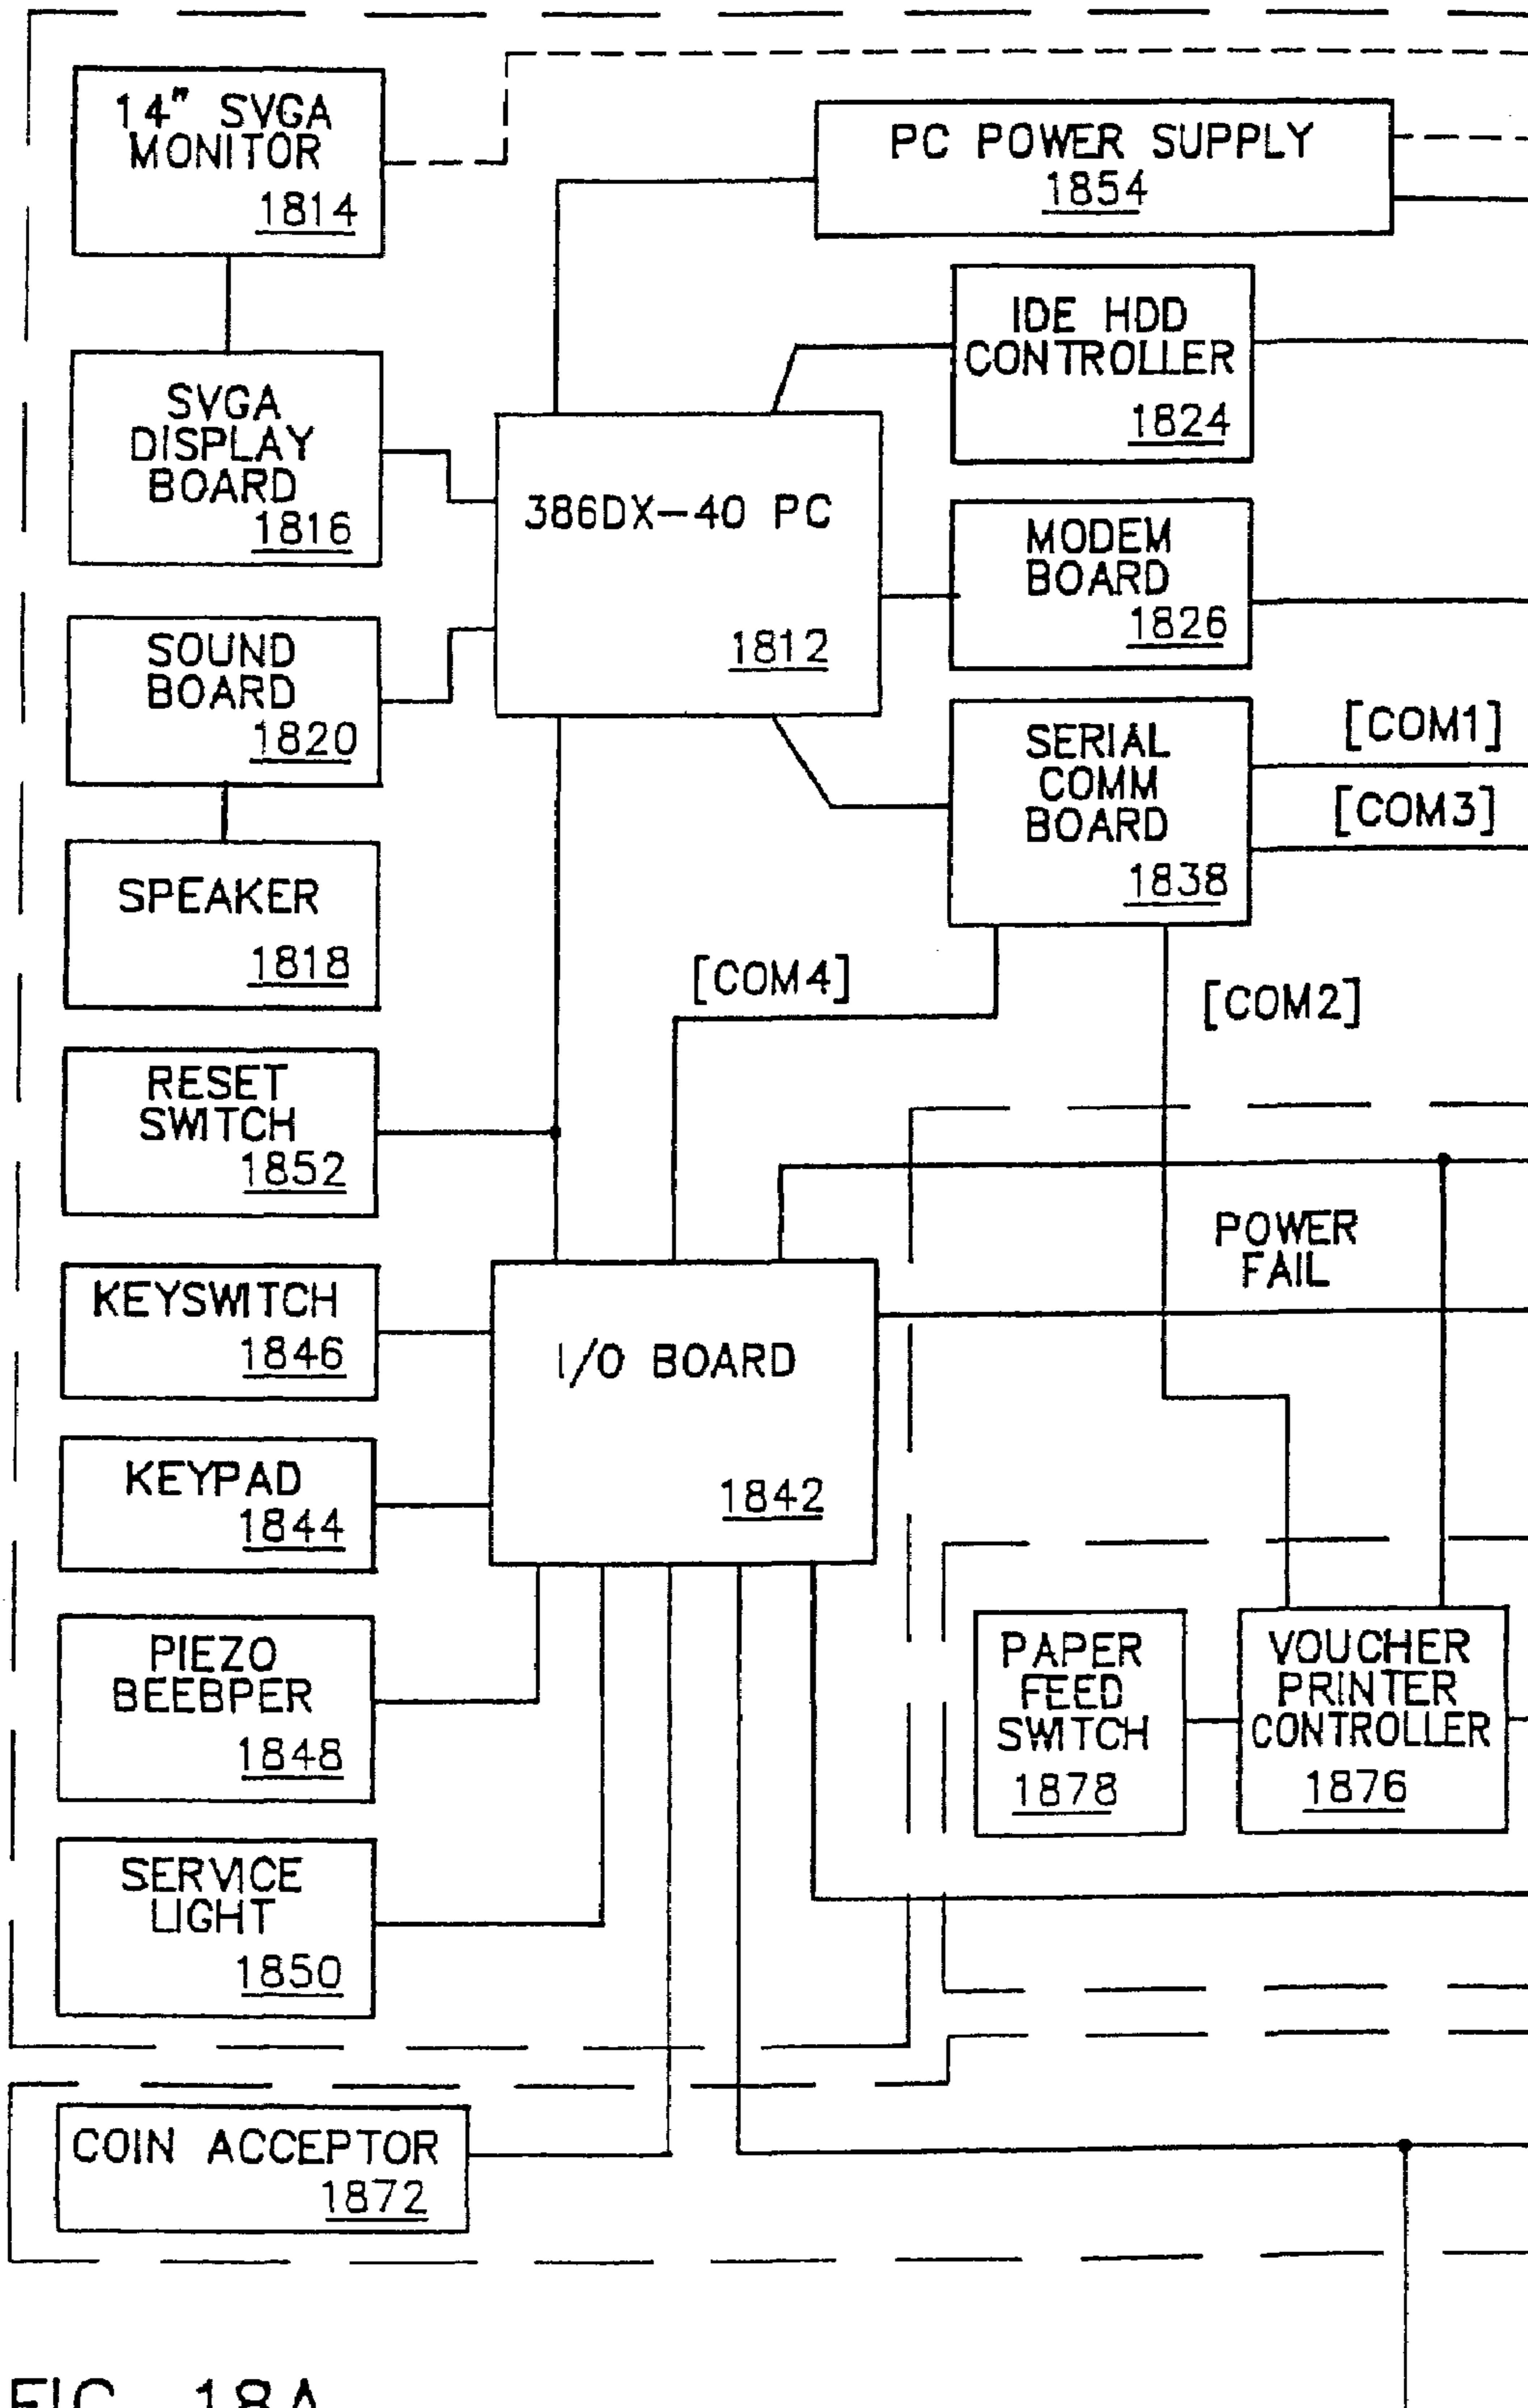 14” SVGA
MONITOR
1814
PC POWER SUPPLY
1854
IDE HDD
CONTROLLER
1824
SVGA
DISPLAY
BOARD
1816
386DX-40 PC
1812
MODEM
BOARD
1826
SOUND
BOARD
1820
SERIAL
COMM
BOARD
1838
[COM1]
[COM3]
SPEAKER
1818
[COM4]
[COM2]
RESET
SWITCH
1852
POWER
FAIL
KEYSWITCH
1846
I/O BOARD
1842
KEYPAD
1844
PIEZO
BEEBPER
1848
PAPER
FEED
SWITCH
1878
VOUCHER
PRINTER
CONTROLLER
1876
SERVICE
LIGHT
1850
COIN ACCEPTOR
1872
FIG. 18A